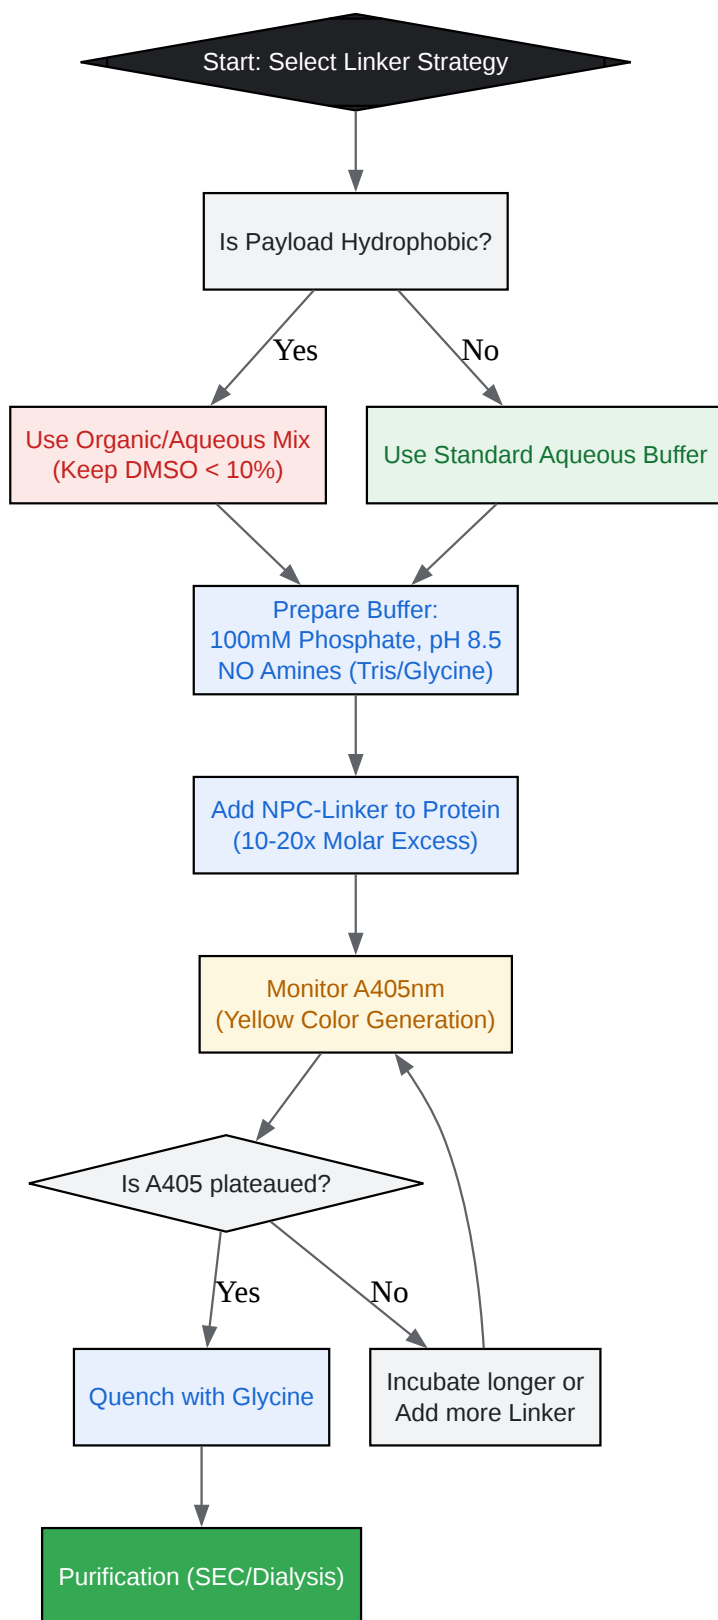 Start: Select Linker Strategy
Is Payload Hydrophobic?
Yes
No
Use Organic/Aqueous Mix
(Keep DMSO < 10%)
Use Standard Aqueous Buffer
Prepare Buffer:
100mM Phosphate, pH 8.5
NO Amines (Tris/Glycine)
Add NPC-Linker to Protein
(10-20x Molar Excess)
Monitor A405nm
(Yellow Color Generation)
Is A405 plateaued?
Yes
No
Quench with Glycine
Incubate longer or
Add more Linker
Purification (SEC/Dialysis)